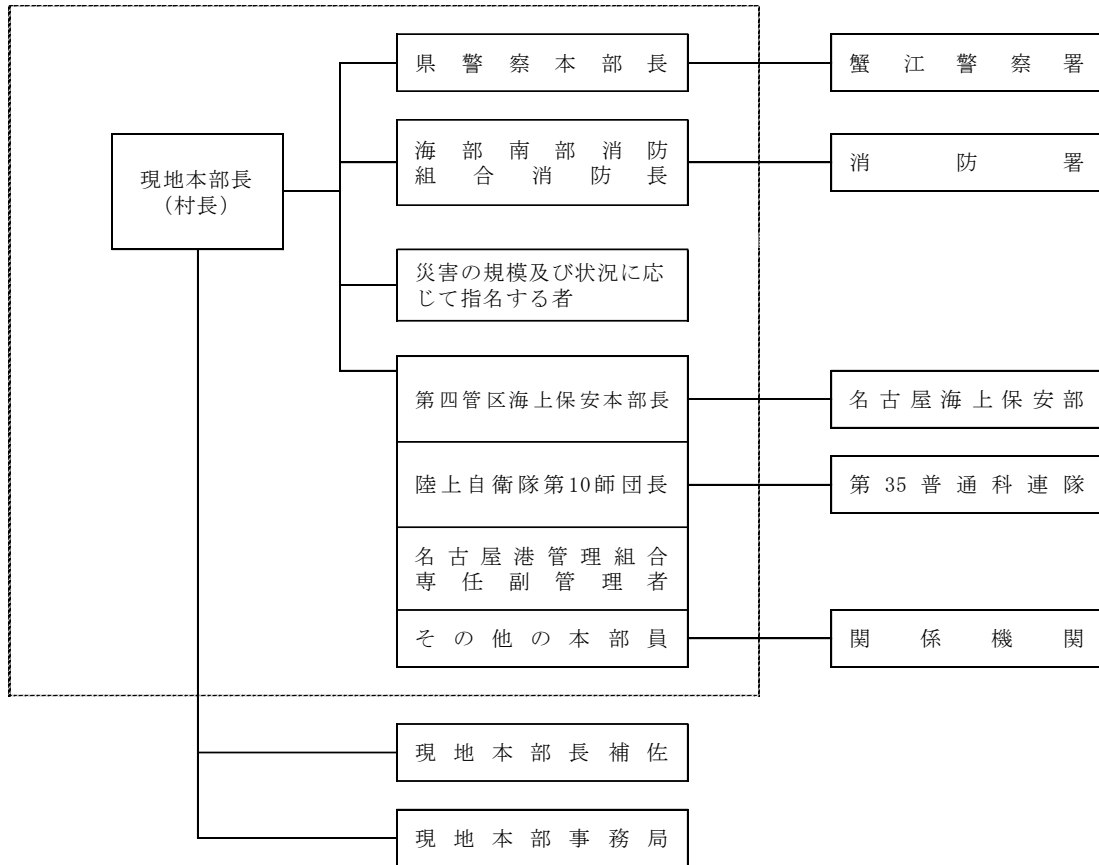 県警察本部長
蟹江警察署
現地本部長
（村長）
海部南部消防
組合消防長
消防署
災害の規模及び状況に応
じて指名する者
第四管区海上保安本部長
名古屋海上保安部
陸上自衛隊第10師団長
第35普通科連隊
名古屋港管理組合
専任副管理者
その他の本部員
関係機関
現地本部長補佐
現地本部事務局